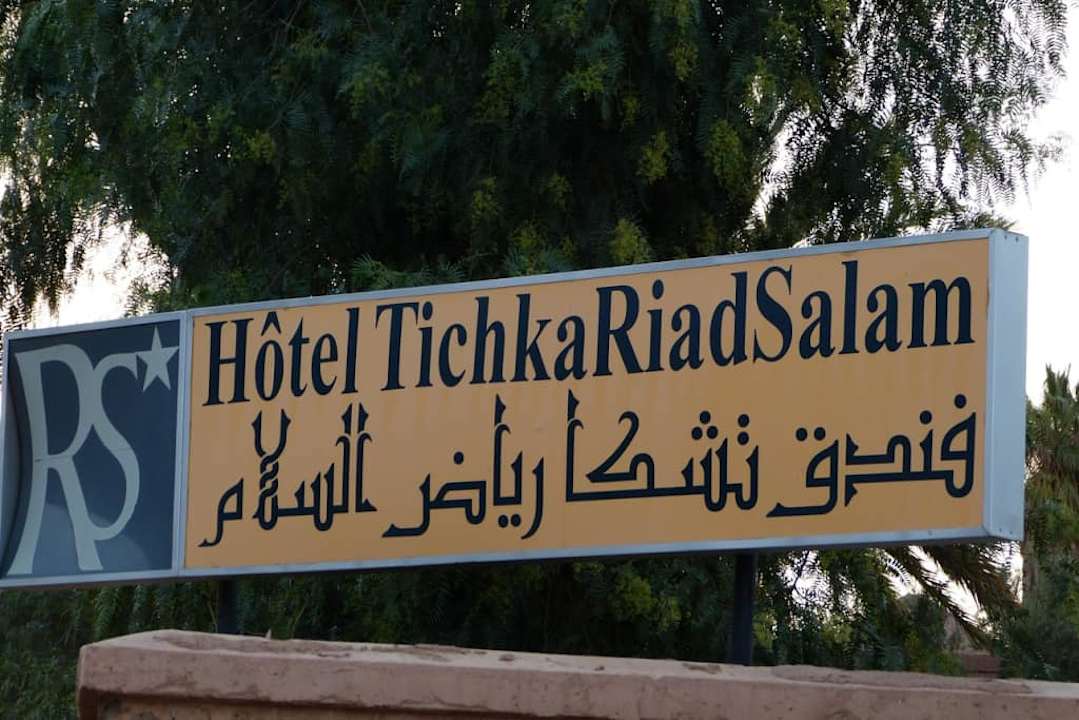 RS
Hôtel TichkaRiadSalam
فندق تشكا رياض السلام